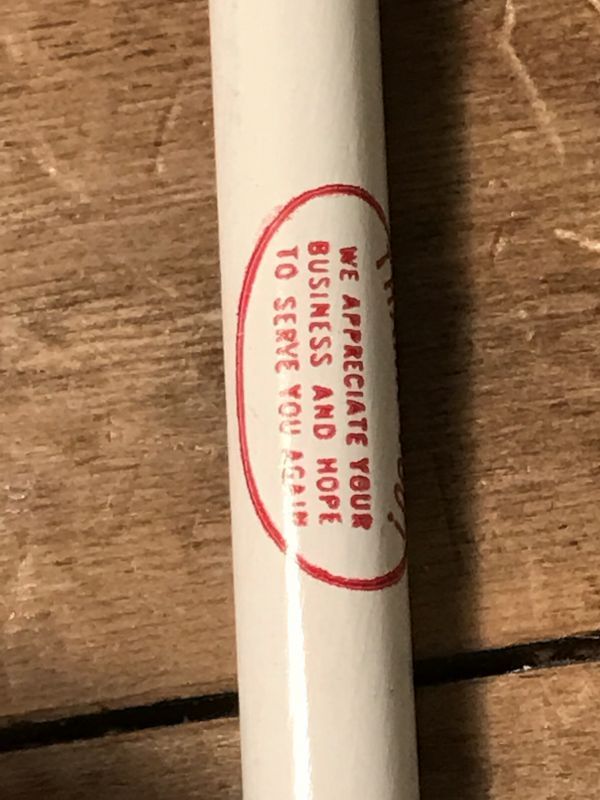 WE APPRECIATE YOUR
BUSINESS AND HOPE
TO SERVE YOU AGAIN